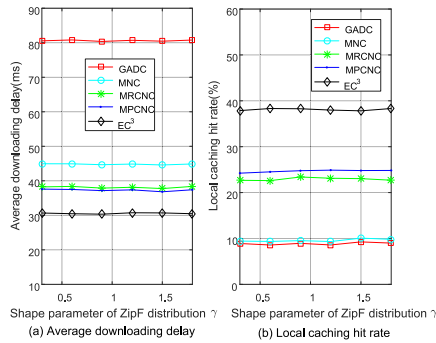 90
80
70
60
50
40
30
20
10
Average downloading delay(ms)
GADC
MNC
MRCNC
MPCNC
EC³
0,5
1
1.5
Shape parameter of ZipF distribution γ
(a) Average downloading delay
60
50
40
30
20
10
0
Local caching hit rate(%)
GADC
MNC
MRCNC
MPCNC
EC³
0,5
1
1.5
Shape parameter of ZipF distribution γ
(b) Local caching hit rate